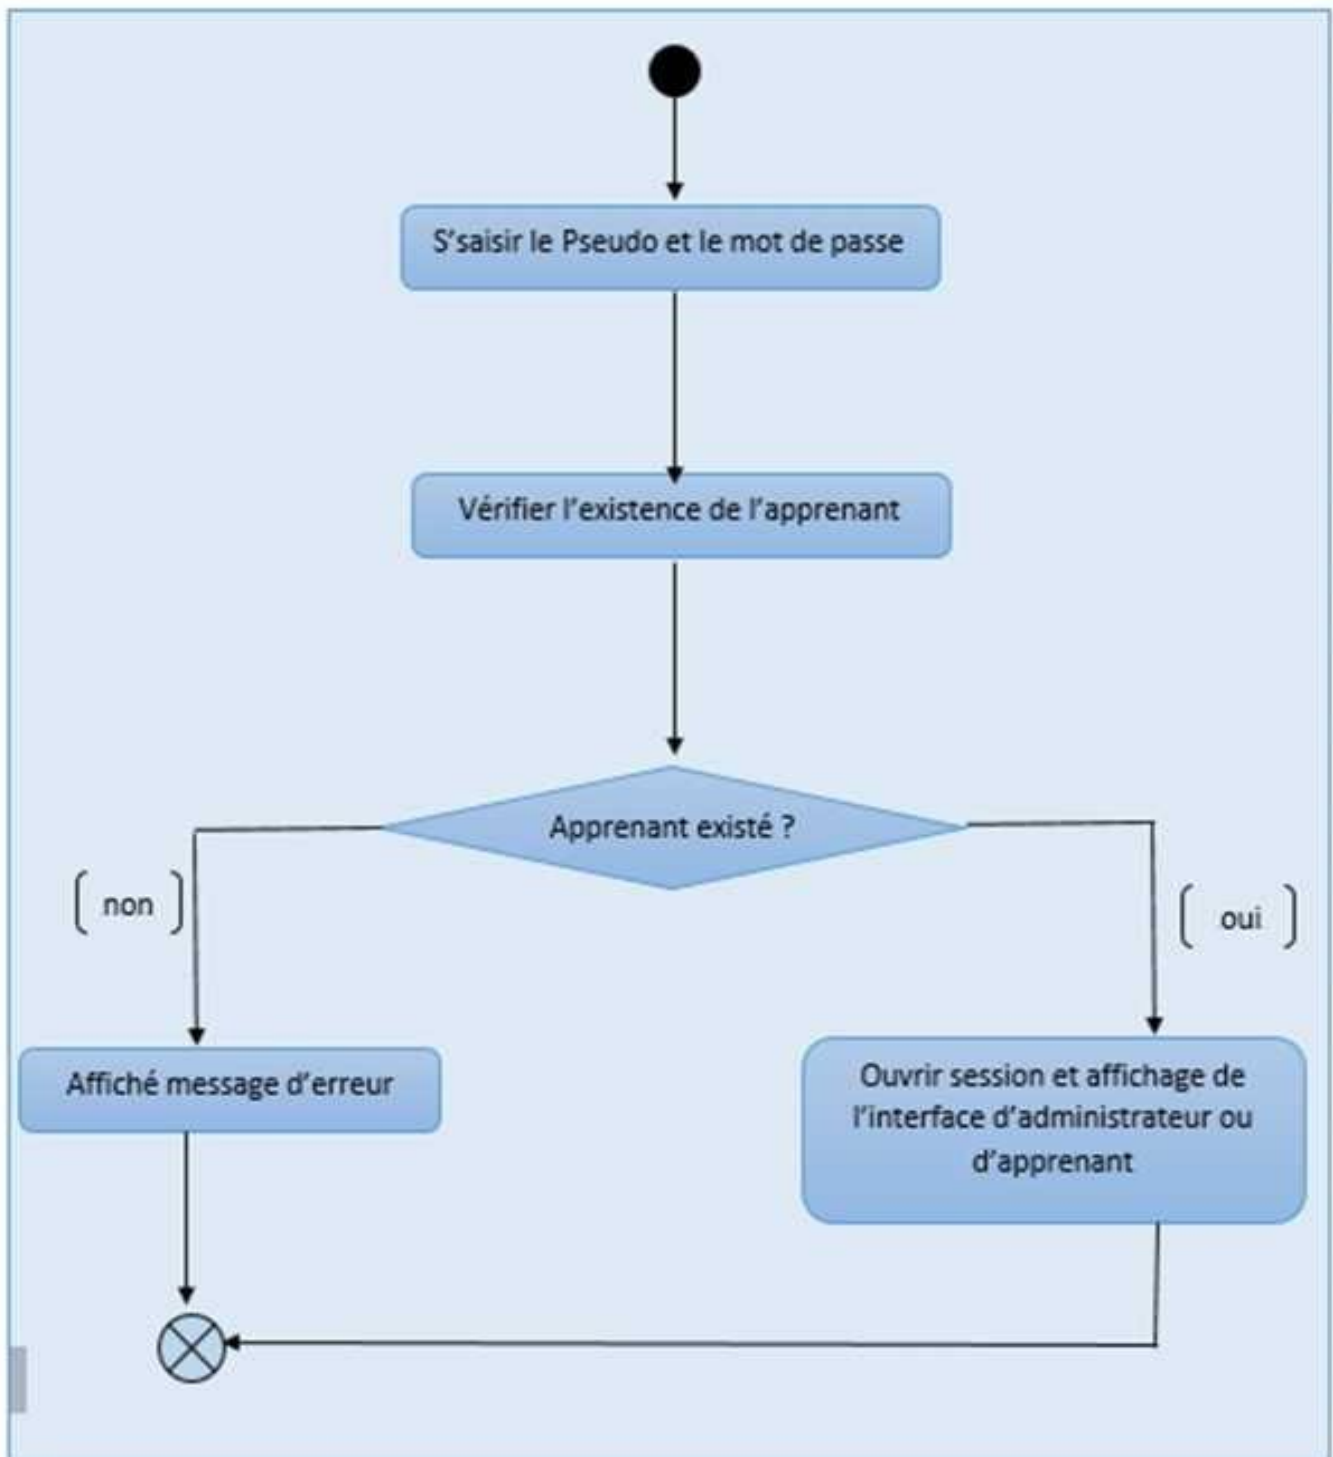 S'saisir le Pseudo et le mot de passe
Vérifier l'existence de l'apprenant
Apprenant existé ?
non
oui
Affiché message d'erreur
Ouvrir session et affichage de
l'interface d'administrateur ou
d'apprenant